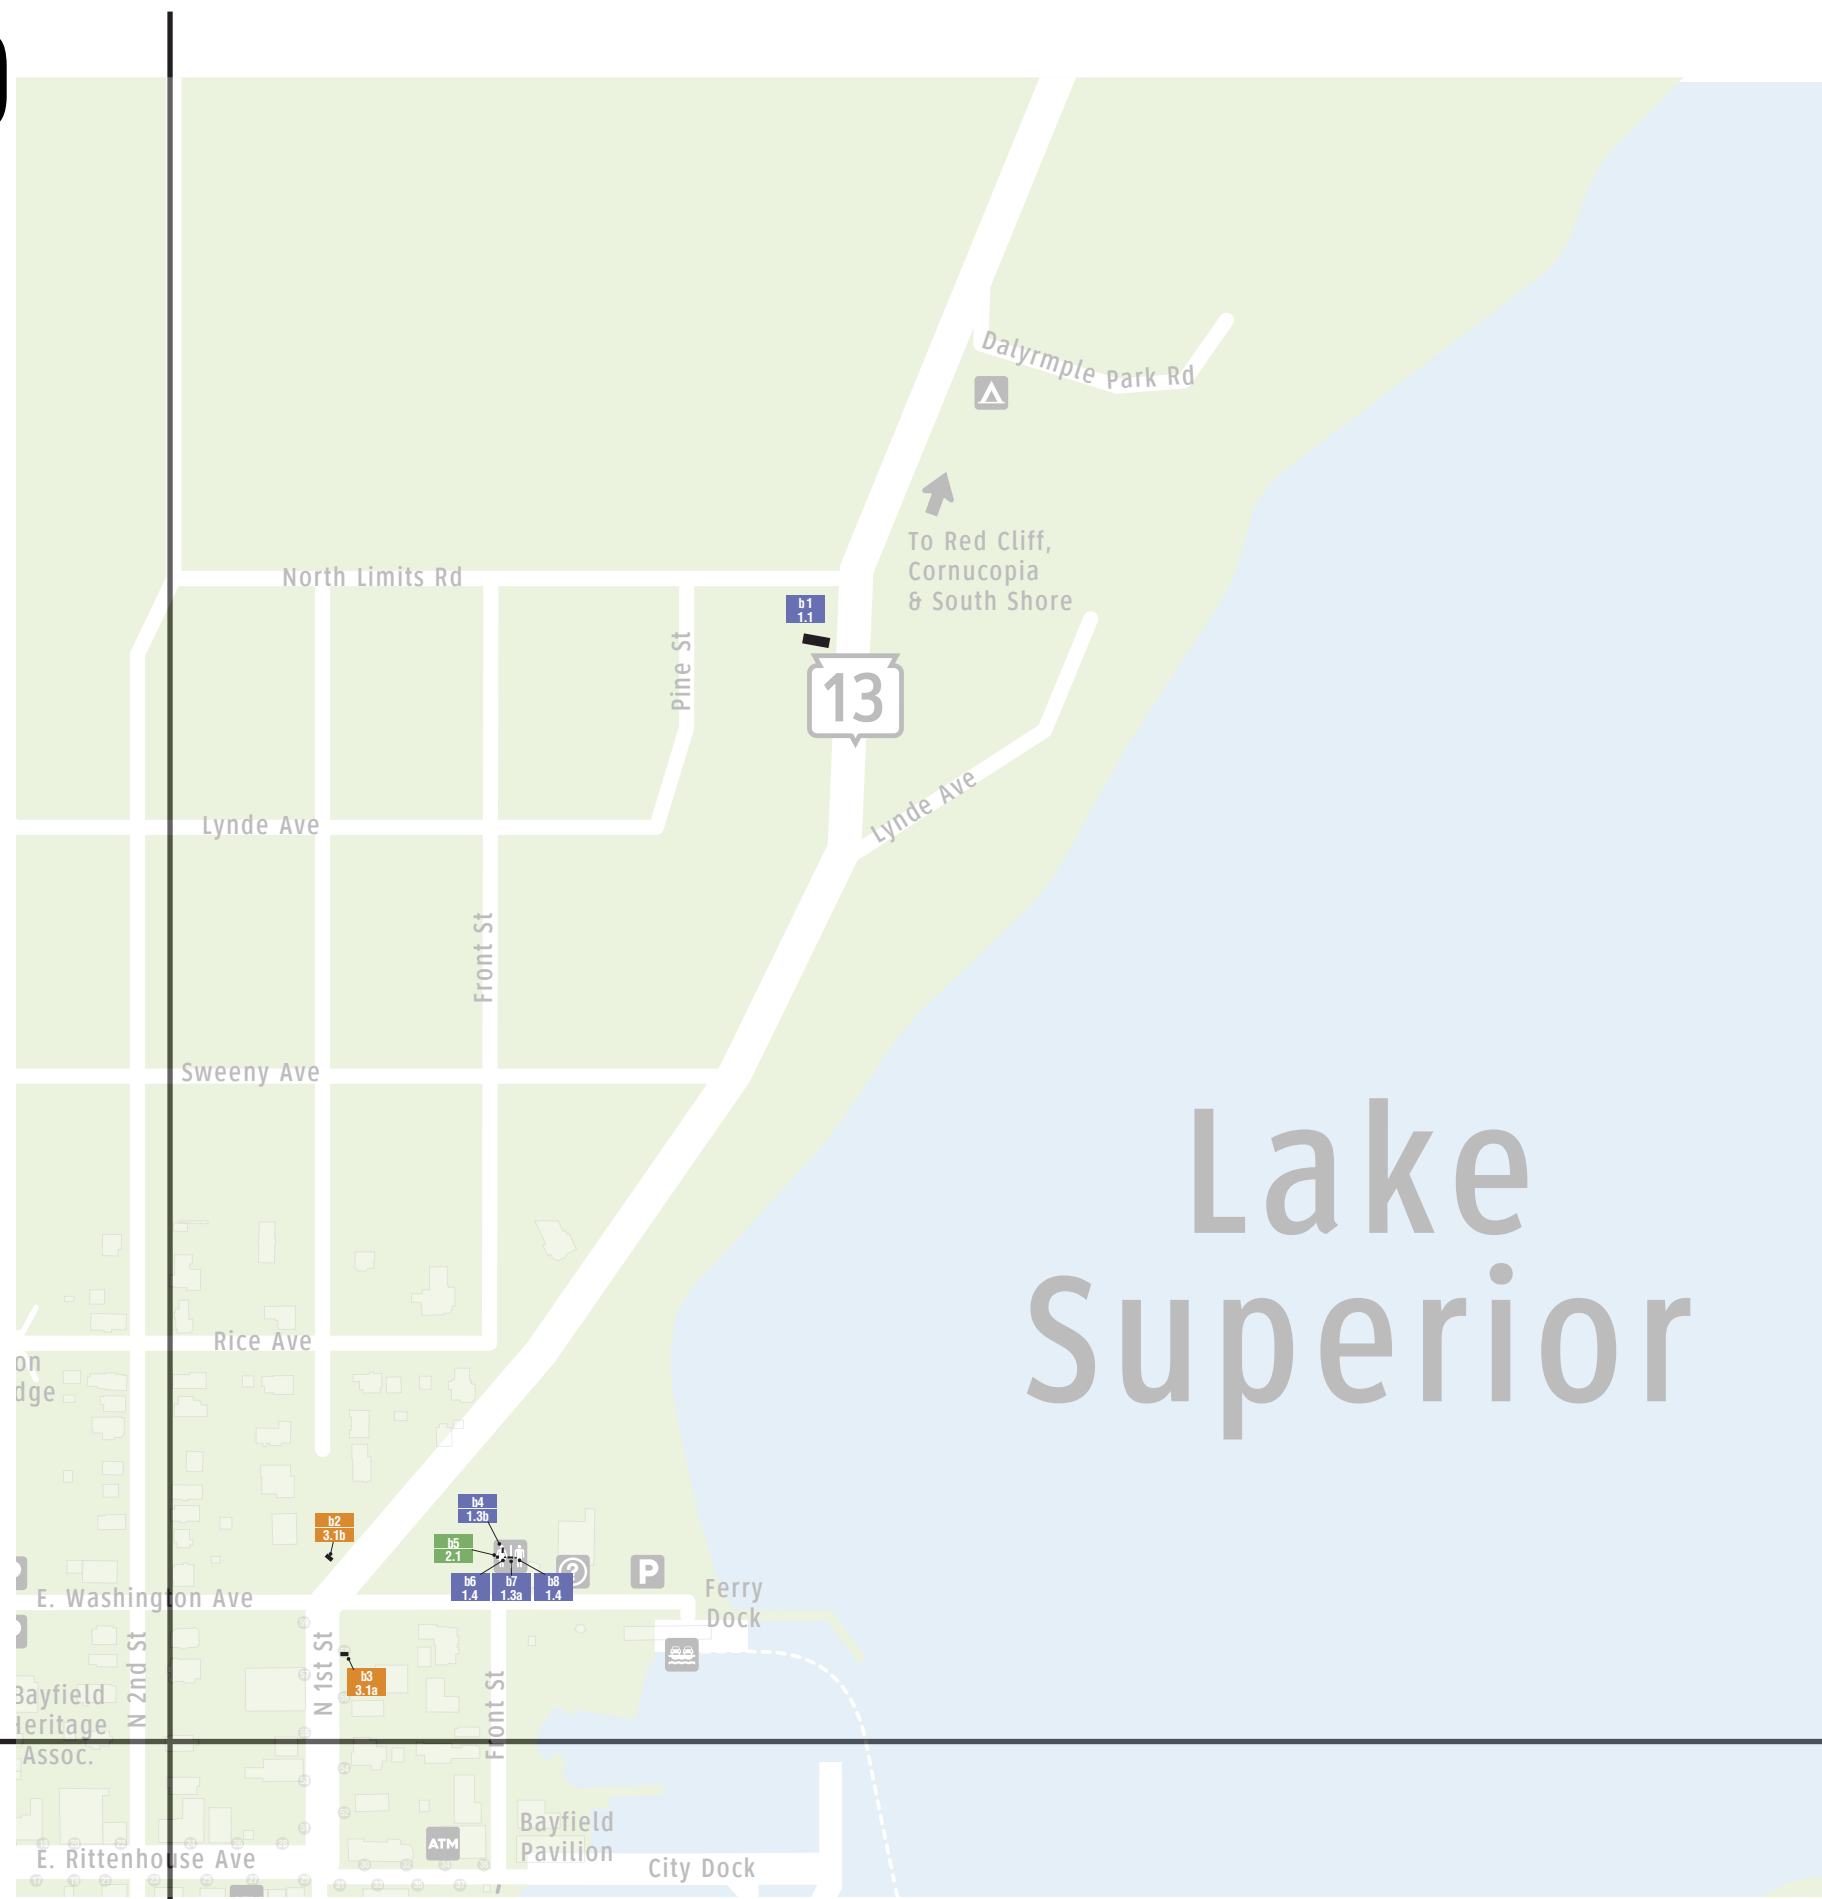 Dalyrmple Park Rd
To Red Cliff,
Cornucopia
& South Shore
North Limits Rd
b1
1.1
Pine St
13
Lynde Ave
Lynde Ave
Front St
Sweeny Ave
Lake
Superior
Rice Ave
on
dge
b4
1.3b
b2
3.1b
b5
2.1
?
P
b6
1.4
b7
1.3a
b8
1.4
E. Washington Ave
Ferry
Dock
N 2nd St
N 1st St
b3
3.1a
Front St
Bayfield
Heritage
Assoc.
Bayfield
Pavilion
ATM
E. Rittenhouse Ave
City Dock